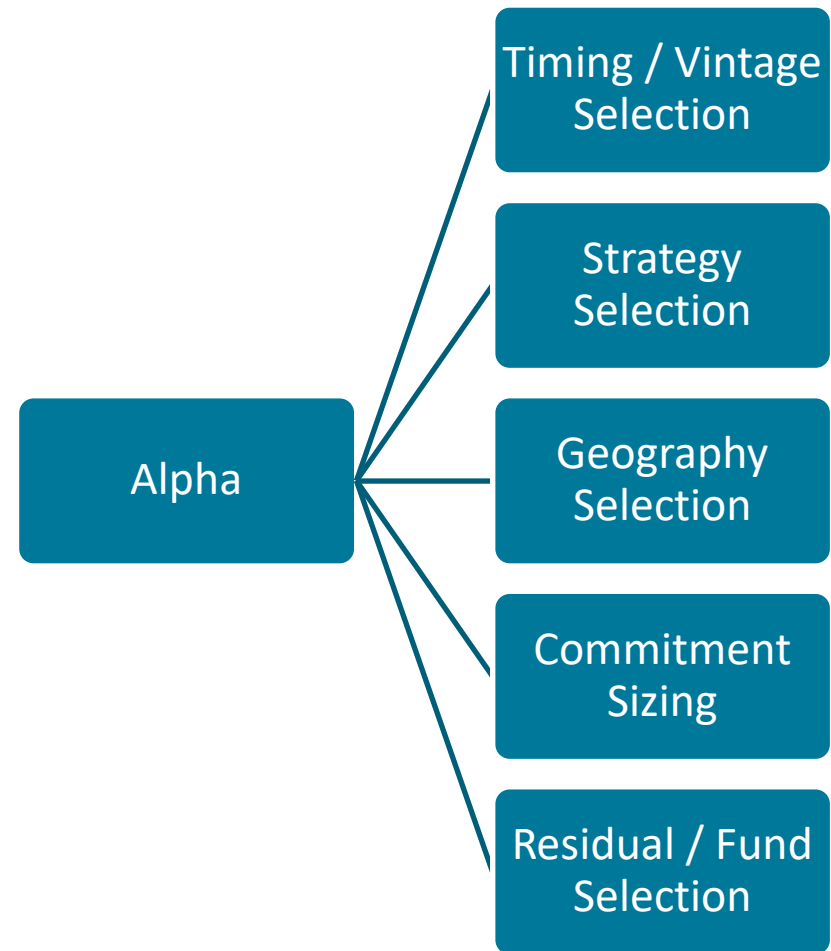 Timing / Vintage
Selection
Strategy
Selection
Alpha
Geography
Selection
Commitment
Sizing
Residual / Fund
Selection